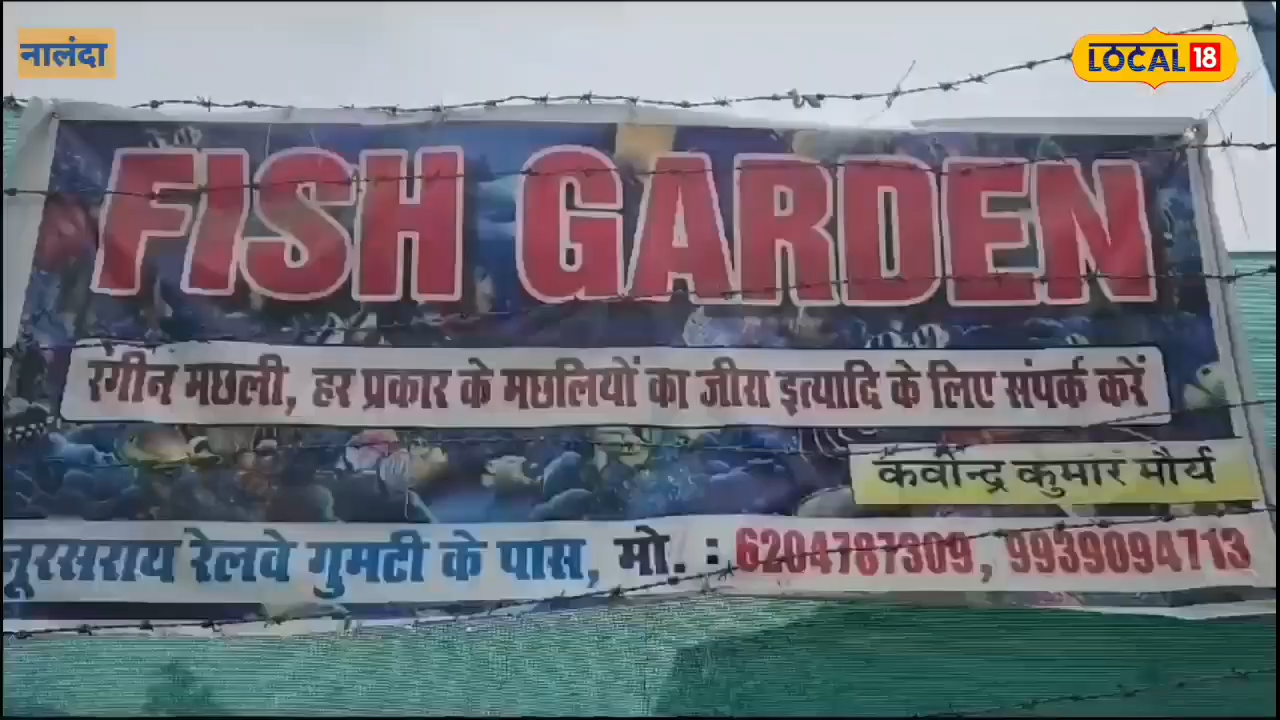 नालंदा
LOCAL 18
FISH GARDEN
रंगीन मछली, हर प्रकार के मछलियों का जीरा इत्यादि के लिए संपर्क करें
कवीन्द्र कुमार मौर्य
नूरसराय रेलवे गुमटी के पास, मो. : 6204787309, 9939094713